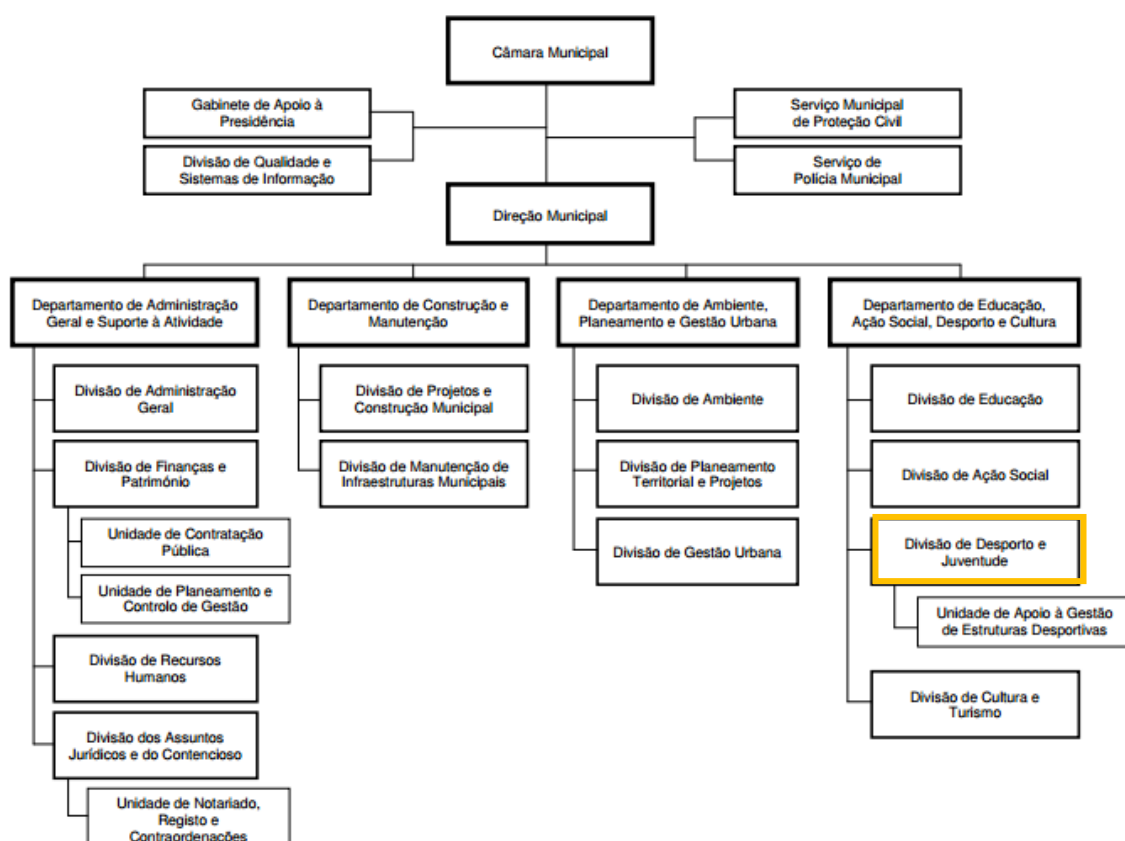 Câmara Municipal
Gabinete de Apoio à
Presidência
Serviço Municipal
de Proteção Civil
Divisão de Qualidade e
Sistemas de Informação
Serviço de
Polícia Municipal
Direção Municipal
Departamento de Administração
Geral e Suporte à Atividade
Departamento de Construção e
Manutenção
Departamento de Ambiente,
Planeamento e Gestão Urbana
Departamento de Educação,
Ação Social, Desporto e Cultura
Divisão de Administração
Geral
Divisão de Finanças e
Património
Unidade de Contratação
Pública
Unidade de Planeamento e
Controlo de Gestão
Divisão de Recursos
Humanos
Divisão dos Assuntos
Jurídicos e do Contencioso
Unidade de Notariado,
Registo e
Contraordenações
Divisão de Projetos e
Construção Municipal
Divisão de Manutenção de
Infraestruturas Municipais
Divisão de Ambiente
Divisão de Planeamento
Territorial e Projetos
Divisão de Gestão Urbana
Divisão de Educação
Divisão de Ação Social
Divisão de Desporto e
Juventude
Unidade de Apoio à Gestão
de Estruturas Desportivas
Divisão de Cultura e
Turismo